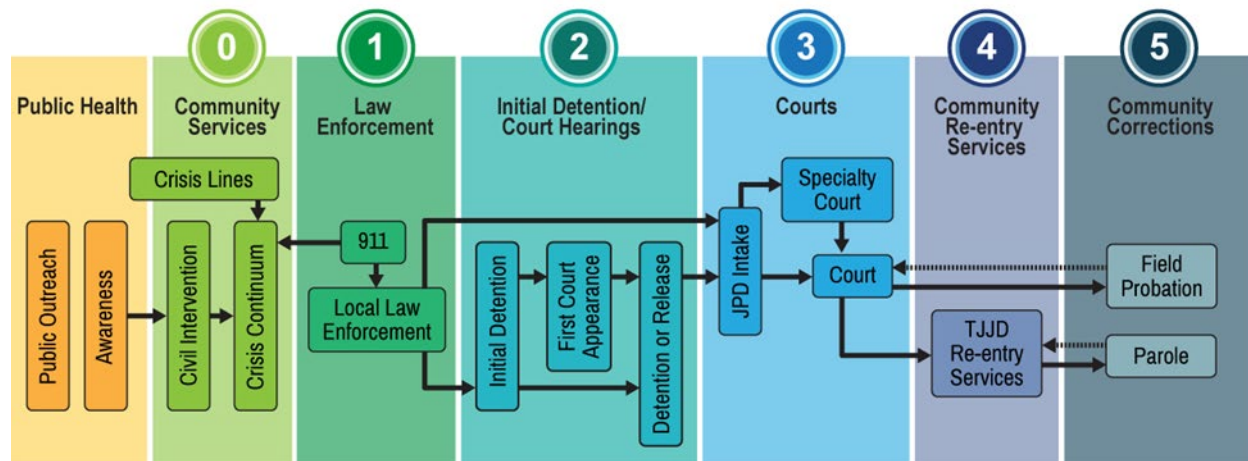 0
1
2
3
4
5
Public Health
Community
Services
Law
Enforcement
Initial Detention/
Court Hearings
Courts
Community
Re-entry
Services
Community
Corrections
Public Outreach
Awareness
Crisis Lines
Civil Intervention
Crisis Continuum
911
Local Law
Enforcement
Initial Detention
First Court
Appearance
Detention or Release
JPD Intake
Specialty
Court
Court
TJJD
Re-entry
Services
Field
Probation
Parole